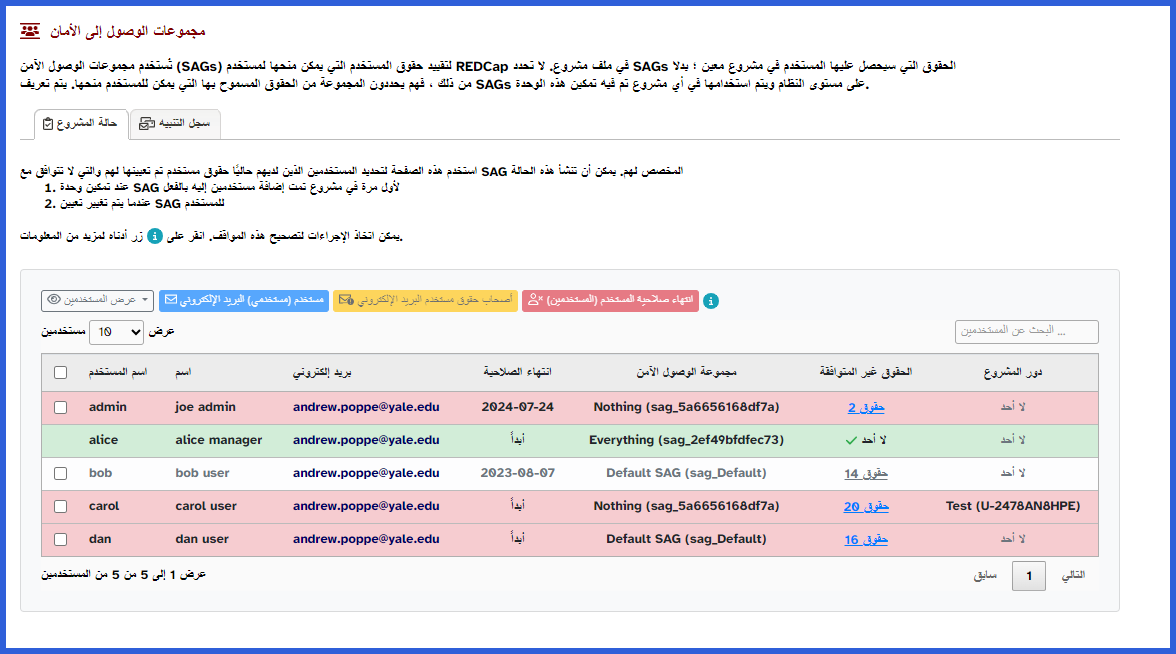 مجموعات الوصول إلى الأمان
الحقوق التي سيحصل عليها المستخدم في مشروع معين ؛ بدلا SAGs في ملف مشروع. لا تحدد REDCap لتقييد حقوق المستخدم التي يمكن منحها لمستخدم (SAGs) تُستخدم مجموعات الوصول الآمن
على مستوى النظام ويتم استخدامها في أي مشروع تم فيه تمكين هذه الوحدة SAGs من ذلك ، فهم يحددون المجموعة من الحقوق المسموح بها التي يمكن للمستخدم منحها. يتم تعريف.
حالة المشروع
سجل التنبيه
المخصص لهم. يمكن أن تنشأ هذه الحالة SAG استخدم هذه الصفحة لتحديد المستخدمين الذين لديهم حاليًا حقوق مستخدم تم تعيينها لهم والتي لا تتوافق مع
1. لأول مرة في مشروع تمت إضافة مستخدمين إليه بالفعل SAG عند تمكين وحدة
2. للمستخدم SAG عندما يتم تغيير تعيين
يمكن اتخاذ الإجراءات لتصحيح هذه المواقف. انقر على i زر أدناه لمزيد من المعلومات.
عرض المستخدمين
مستخدم (مستخدمي) البريد الإلكتروني
أصحاب حقوق مستخدم البريد الإلكتروني
انتهاء صلاحية المستخدم (المستخدمين)
i
عرض 10 مستخدمين
البحث عن المستخدمين ...
اسم المستخدم اسم بريد إلكتروني انتهاء الصلاحية مجموعة الوصول الآمن الحقوق غير المتوافقة دور المشروع
admin joe admin andrew.poppe@yale.edu 2024-07-24 Nothing (sag_5a6656168df7a) 2 حقوق لا أحد
alice alice manager andrew.poppe@yale.edu أبداً Everything (sag_2ef49bfdfec73) لا أحد لا أحد
bob bob user andrew.poppe@yale.edu 2023-08-07 Default SAG (sag_Default) 14 حقوق لا أحد
carol carol user andrew.poppe@yale.edu أبداً Nothing (sag_5a6656168df7a) 20 حقوق Test (U-2478AN8HPE)
dan dan user andrew.poppe@yale.edu أبداً Default SAG (sag_Default) 16 حقوق لا أحد
عرض 1 إلى 5 من 5 من المستخدمين
سابق 1 التالي